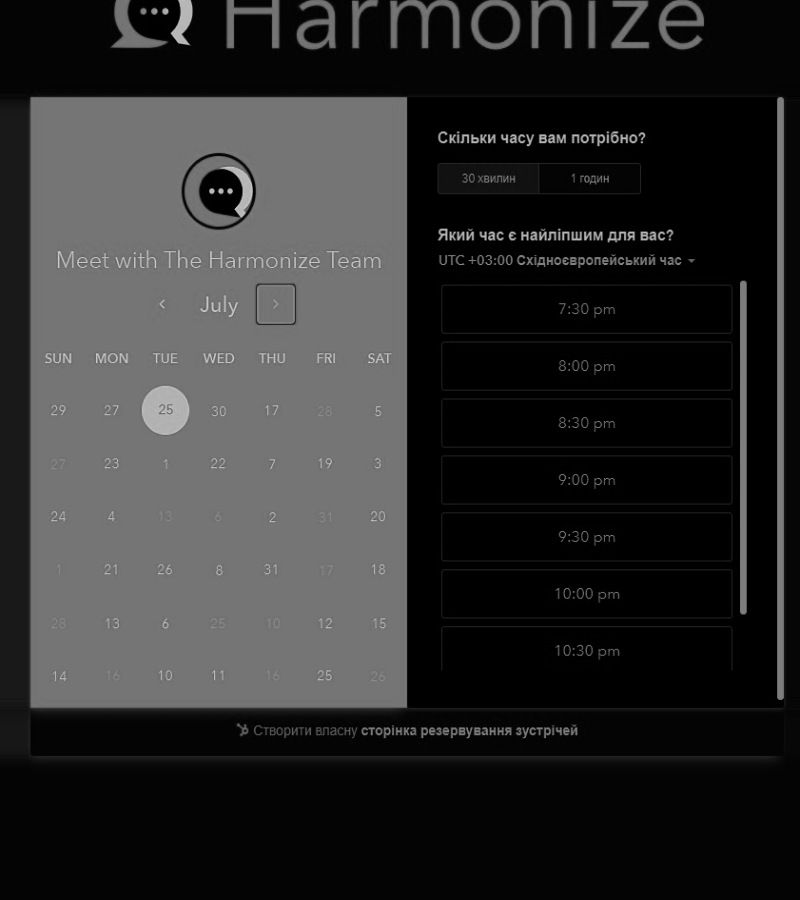 Harmonize
Meet with The Harmonize Team
July
SUN MON TUE WED THU FRI SAT
29 27 25 30 17 28 5
27 23 1 22 7 19 3
24 4 13 6 2 31 20
1 21 26 8 31 17 18
28 13 6 25 10 12 15
14 16 10 11 16 25 26
Скільки часу вам потрібно?
30 хвилин 1 годин
Який час є найліпшим для вас?
UTC +03:00 Східноєвропейський час
7:30 pm
8:00 pm
8:30 pm
9:00 pm
9:30 pm
10:00 pm
10:30 pm
Створити власну сторінка резервування зустрічей